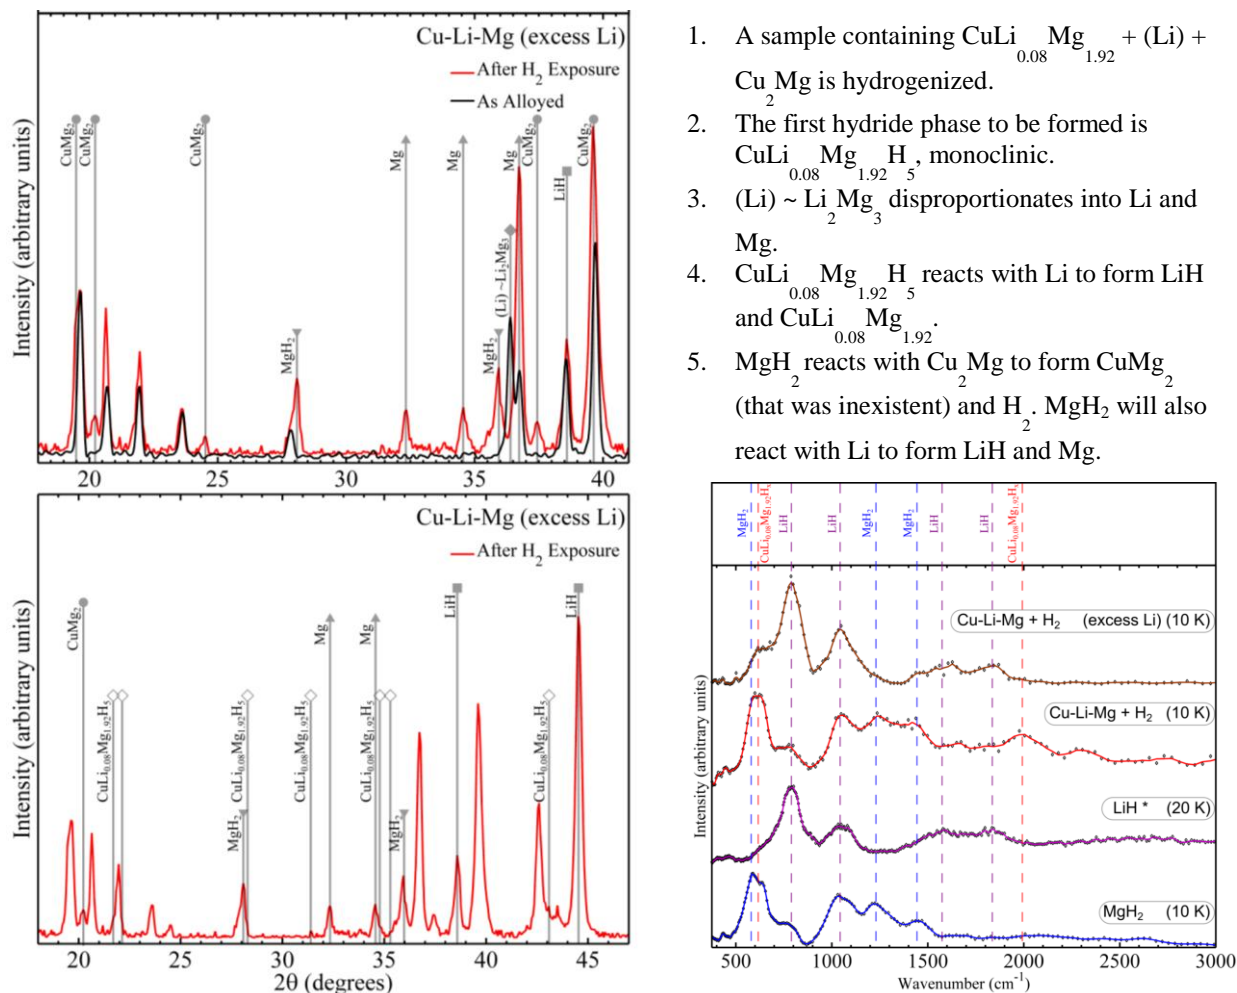 Cu-Li-Mg (excess Li)
After H2 Exposure
As Alloyed
CuMg2
CuMg2
CuMg2
MgH2
Mg
Mg
MgH2
(Li) ~Li2Mg3
Mg
CuMg2
LiH
CuMg2
Intensity (arbitrary units)
20 25 30 35 40
Cu-Li-Mg (excess Li)
After H2 Exposure
CuMg2
CuLi0.08Mg1.92H5
CuLi0.08Mg1.92H5
MgH2
CuLi0.08Mg1.92H5
Mg
Mg
CuLi0.08Mg1.92H5
MgH2
LiH
CuLi0.08Mg1.92H5
LiH
Intensity (arbitrary units)
20 25 30 35 40 45
2θ (degrees)
1. A sample containing CuLi0.08Mg1.92 + (Li) +
Cu2Mg is hydrogenized.
2. The first hydride phase to be formed is
CuLi0.08Mg1.92H5, monoclinic.
3. (Li) ~ Li2Mg3 disproportionates into Li and
Mg.
4. CuLi0.08Mg1.92H5 reacts with Li to form LiH
and CuLi0.08Mg1.92.
5. MgH2 reacts with Cu2Mg to form CuMg2
(that was inexistent) and H2. MgH2 will also
react with Li to form LiH and Mg.
MgH2
CuLi0.08Mg1.92H5
LiH
LiH
MgH2
MgH2
LiH
LiH
CuLi0.08Mg1.92H5
Cu-Li-Mg + H2 (excess Li) (10 K)
Cu-Li-Mg + H2 (10 K)
LiH * (20 K)
MgH2 (10 K)
Intensity (arbitrary units)
500 1000 1500 2000 2500 3000
Wavenumber (cm-1)